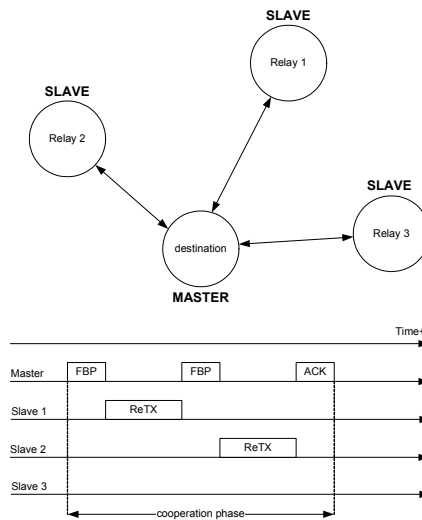 SLAVE
Relay 1
SLAVE
Relay 2
SLAVE
Relay 3
destination
MASTER
Time
Master FBP FBP ACK
Slave 1 ReTX
Slave 2 ReTX
Slave 3
cooperation phase